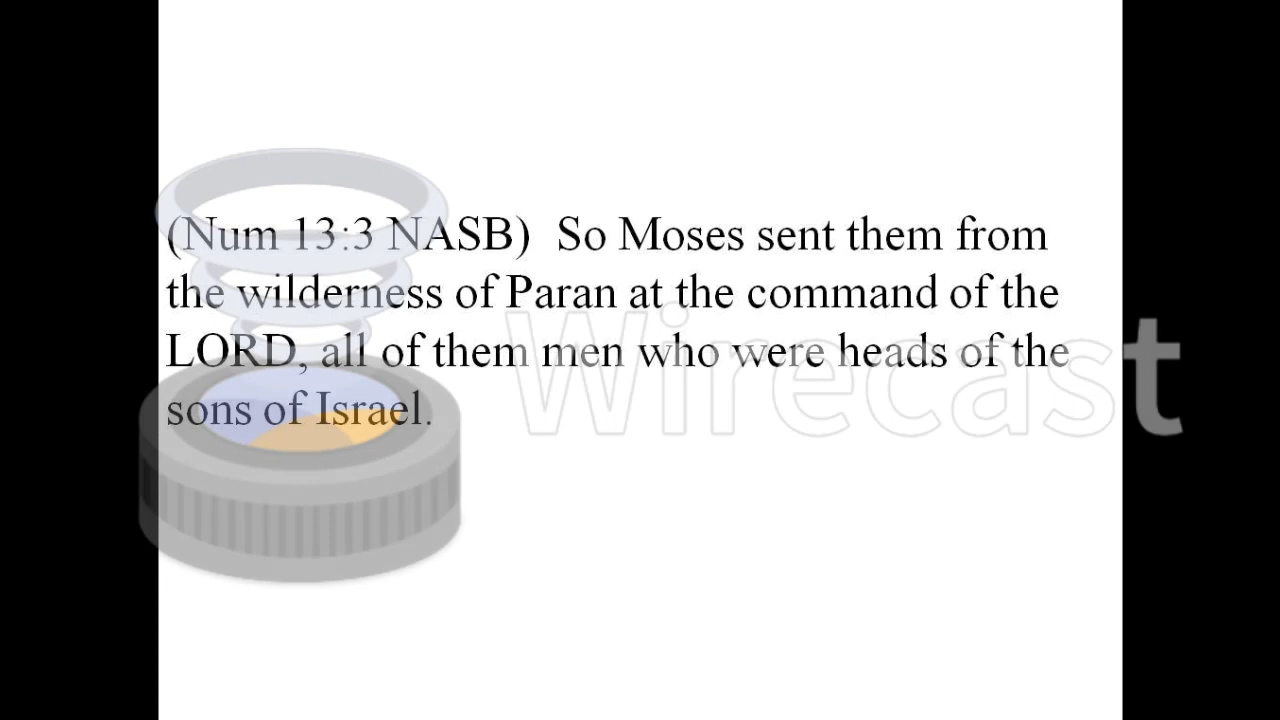 (Num 13:3 NASB)  So Moses sent them from
the wilderness of Paran at the command of the
LORD, all of them men who were heads of the
sons of Israel.
Wirecast